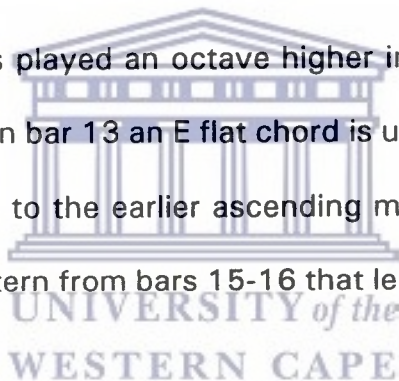 played an octave higher
n bar 13 an E flat chord is u
to the earlier ascending m
tern from bars 15-16 that le
UNIVERSITY of the
WESTERN CAPE